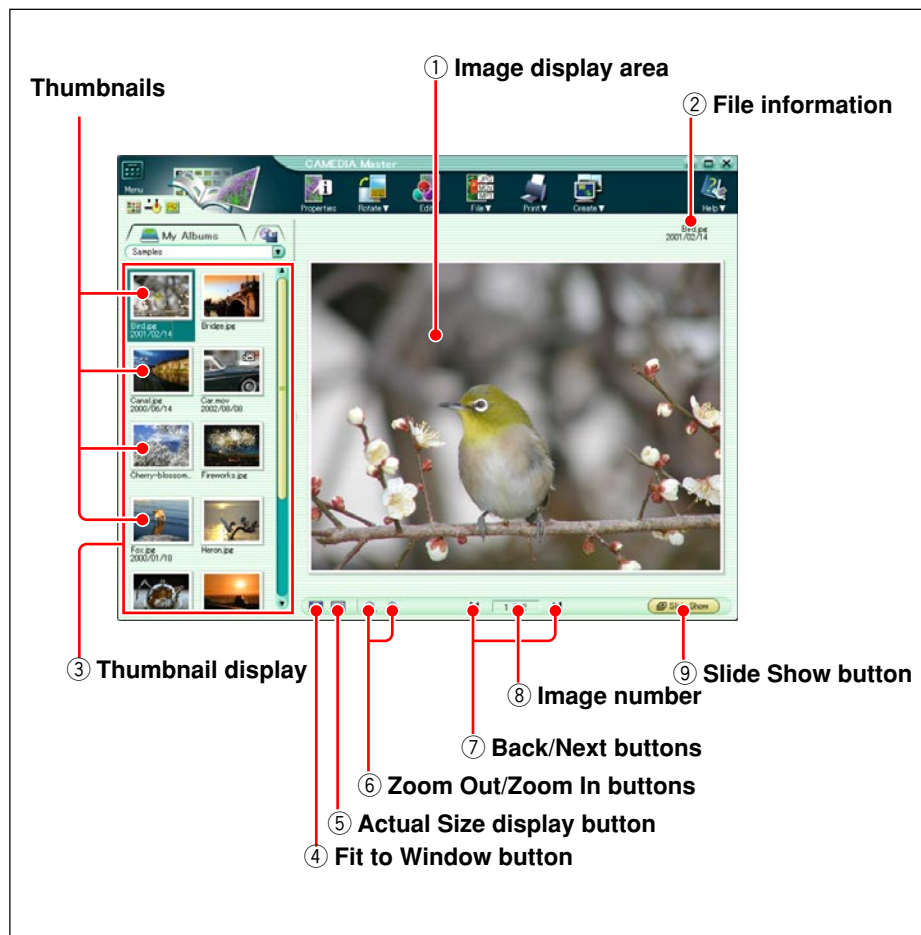 ① Image display area
Thumbnails
② File information
CAMEDIA Master
Menu
Properties
Rotate▼
Edit
File▼
Print▼
Create▼
Help▼
My Albums
Bird.jpg
2001/02/14
Samples
Bird.jpg
2001/02/14
Bridge.jpg
Canal.jpg
2000/06/14
Car.mov
2002/08/08
Cherry-blossom...
Fireworks.jpg
Fox.jpg
2000/01/18
Heron.jpg
Show
③ Thumbnail display
⑨ Slide Show button
⑧ Image number
⑦ Back/Next buttons
⑥ Zoom Out/Zoom In buttons
⑤ Actual Size display button
④ Fit to Window button